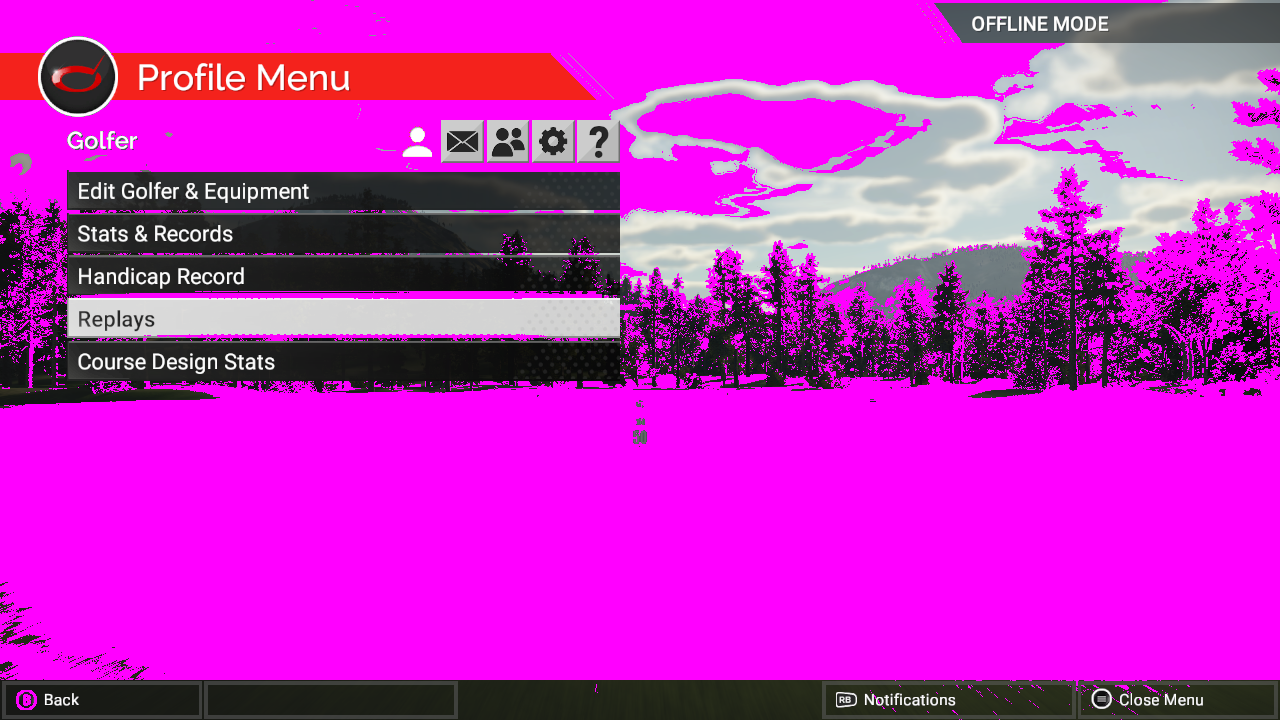 OFFLINE MODE
Profile Menu
Golfer
?
Edit Golfer & Equipment
Stats & Records
Handicap Record
Replays
Course Design Stats
50
B Back
RB Notifications
Close Menu